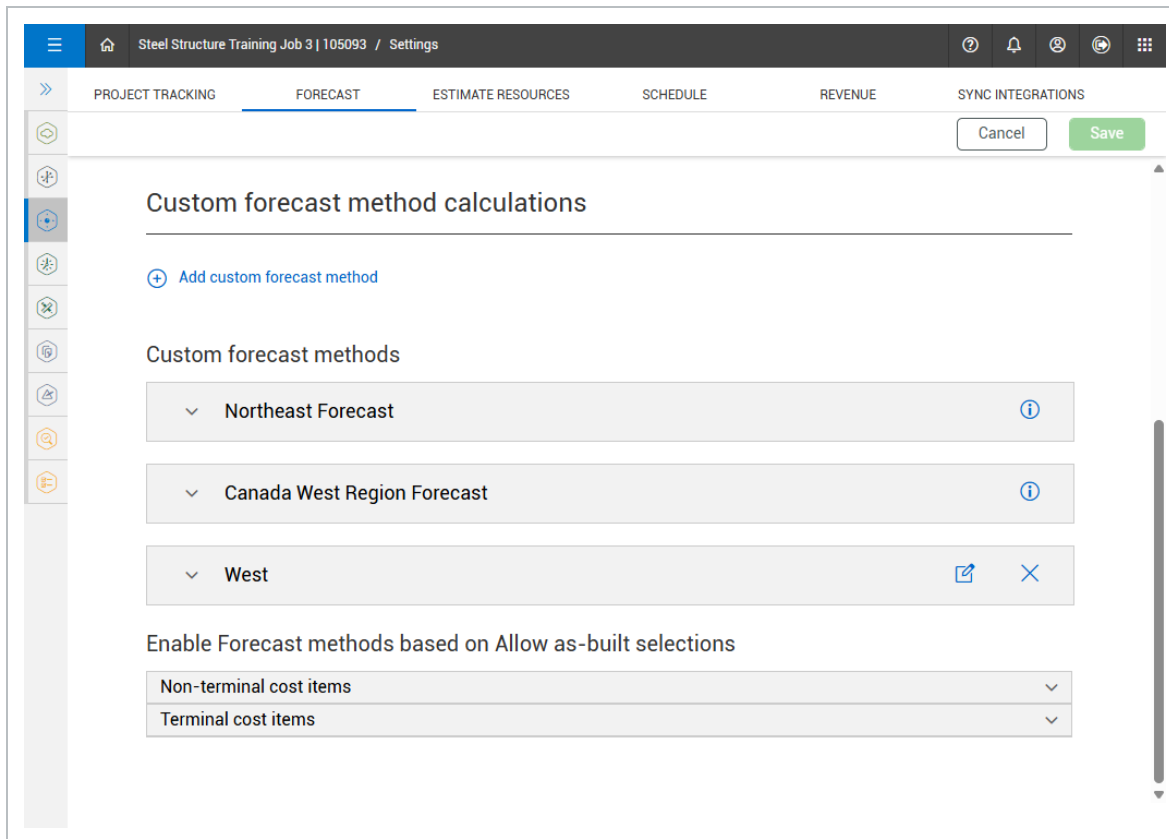 Steel Structure Training Job 3 | 105093 / Settings
PROJECT TRACKING FORECAST ESTIMATE RESOURCES SCHEDULE REVENUE SYNC INTEGRATIONS
Cancel Save
Custom forecast method calculations
Add custom forecast method
Custom forecast methods
Northeast Forecast
Canada West Region Forecast
West
Enable Forecast methods based on Allow as-built selections
Non-terminal cost items
Terminal cost items